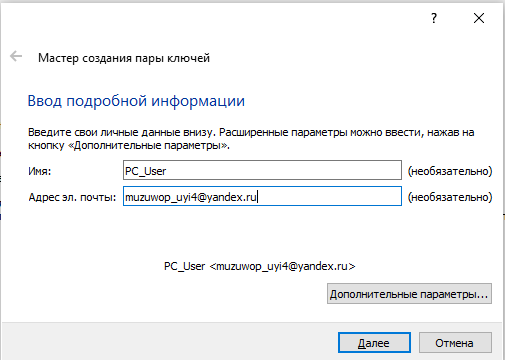 ?
Мастер создания пары ключей
Ввод подробной информации
Введите свои личные данные внизу. Расширенные параметры можно ввести, нажав на
кнопку «Дополнительные параметры».
Имя: PC_User (необязательно)
Адрес эл. почты: muzuwop_uyi4@yandex.ru (необязательно)
PC_User <muzuwop_uyi4@yandex.ru>
Дополнительные параметры...
Далее Отмена